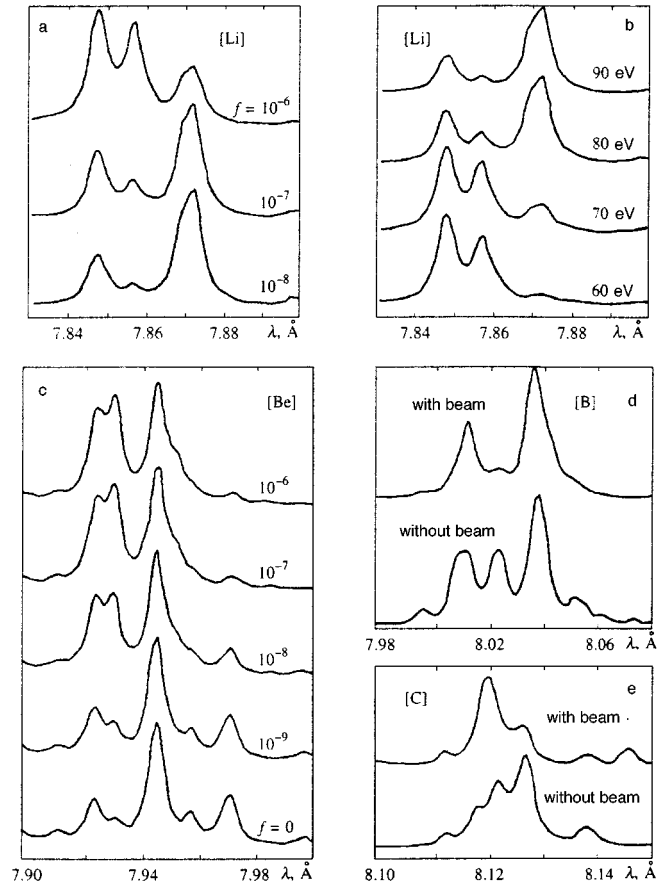 a
[Li]
f = 10⁻⁶
10⁻⁷
10⁻⁸
7.84 7.86 7.88 λ, Å
b
[Li]
90 eV
80 eV
70 eV
60 eV
7.84 7.86 7.88 λ, Å
c
[Be]
10⁻⁶
10⁻⁷
10⁻⁸
10⁻⁹
f = 0
7.90 7.94 7.98 λ, Å
d
[B]
with beam
without beam
7.98 8.02 8.06 λ, Å
e
[C]
with beam
without beam
8.10 8.12 8.14 λ, Å